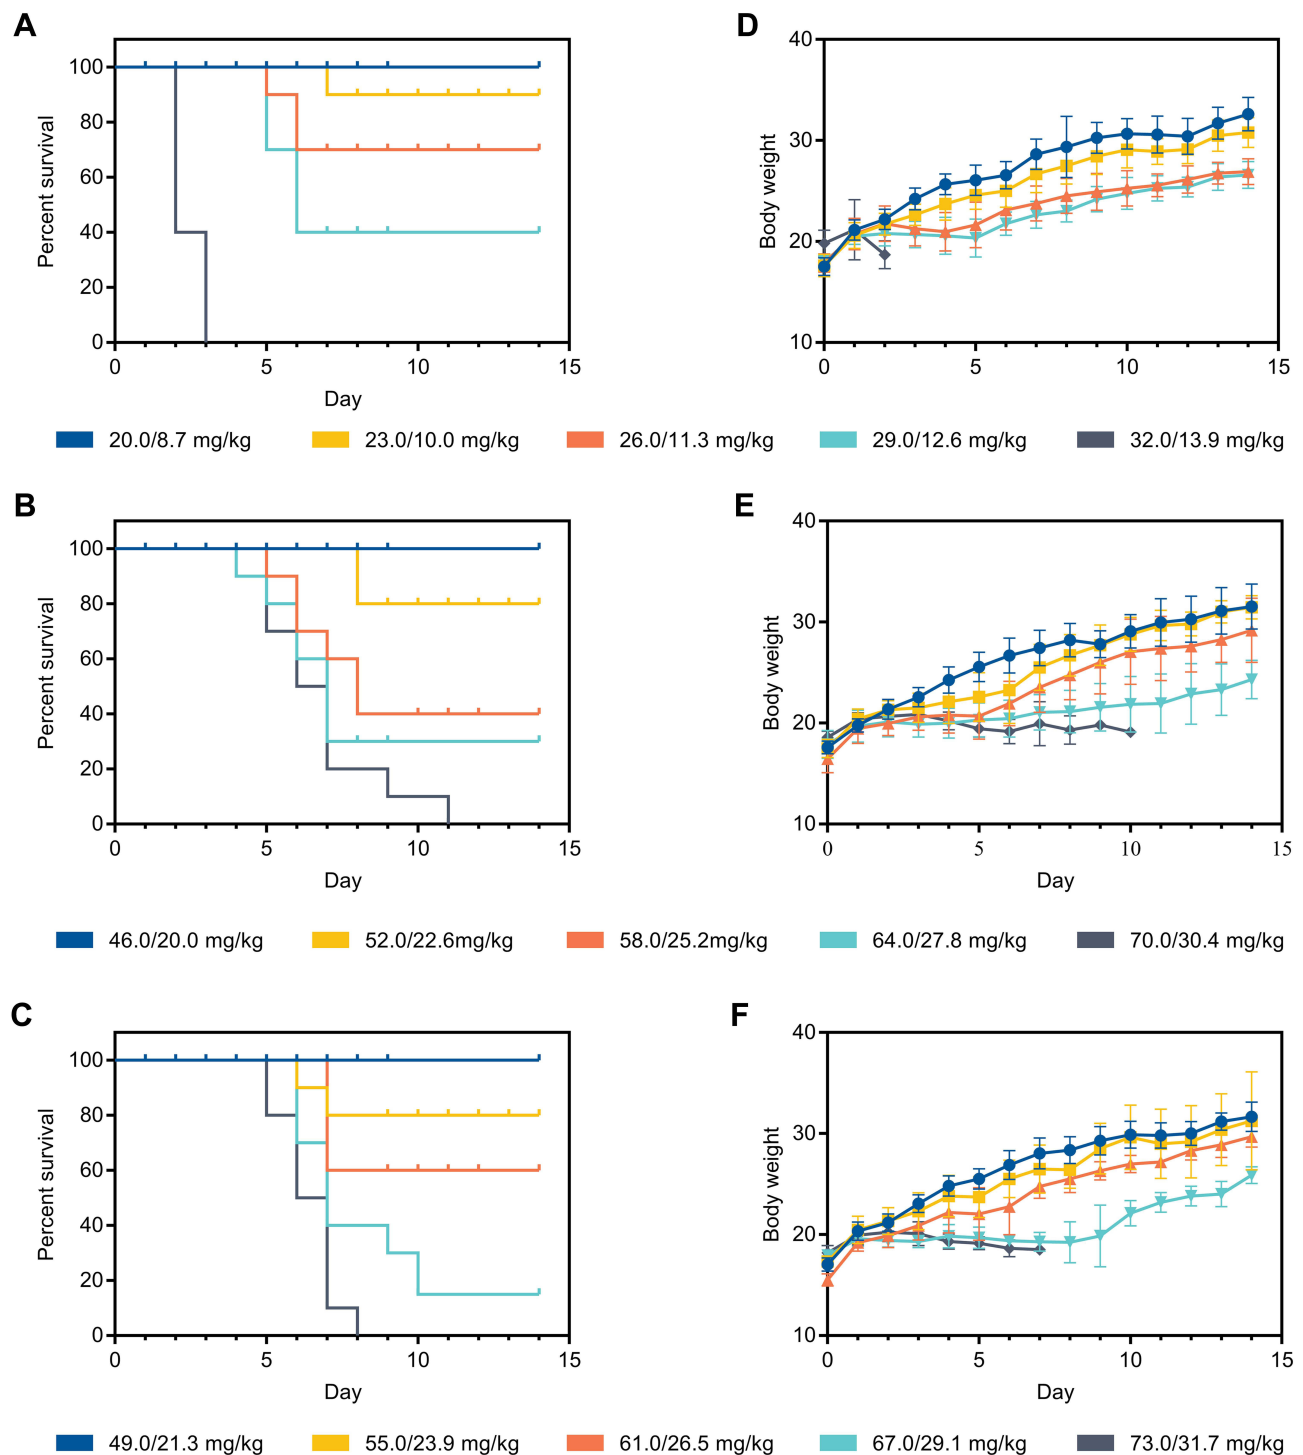 A
D
Percent survival
100
80
60
40
20
0
0
5
10
15
Day
Body weight
40
30
20
10
0
5
10
15
20.0/8.7 mg/kg
23.0/10.0 mg/kg
26.0/11.3 mg/kg
29.0/12.6 mg/kg
32.0/13.9 mg/kg
B
E
Percent survival
100
80
60
40
20
0
0
5
10
15
Day
Body weight
40
30
20
10
0
5
10
15
Day
46.0/20.0 mg/kg
52.0/22.6mg/kg
58.0/25.2mg/kg
64.0/27.8 mg/kg
70.0/30.4 mg/kg
C
F
Percent survival
100
80
60
40
20
0
0
5
10
15
Day
Body weight
40
30
20
10
0
5
10
15
Day
49.0/21.3 mg/kg
55.0/23.9 mg/kg
61.0/26.5 mg/kg
67.0/29.1 mg/kg
73.0/31.7 mg/kg